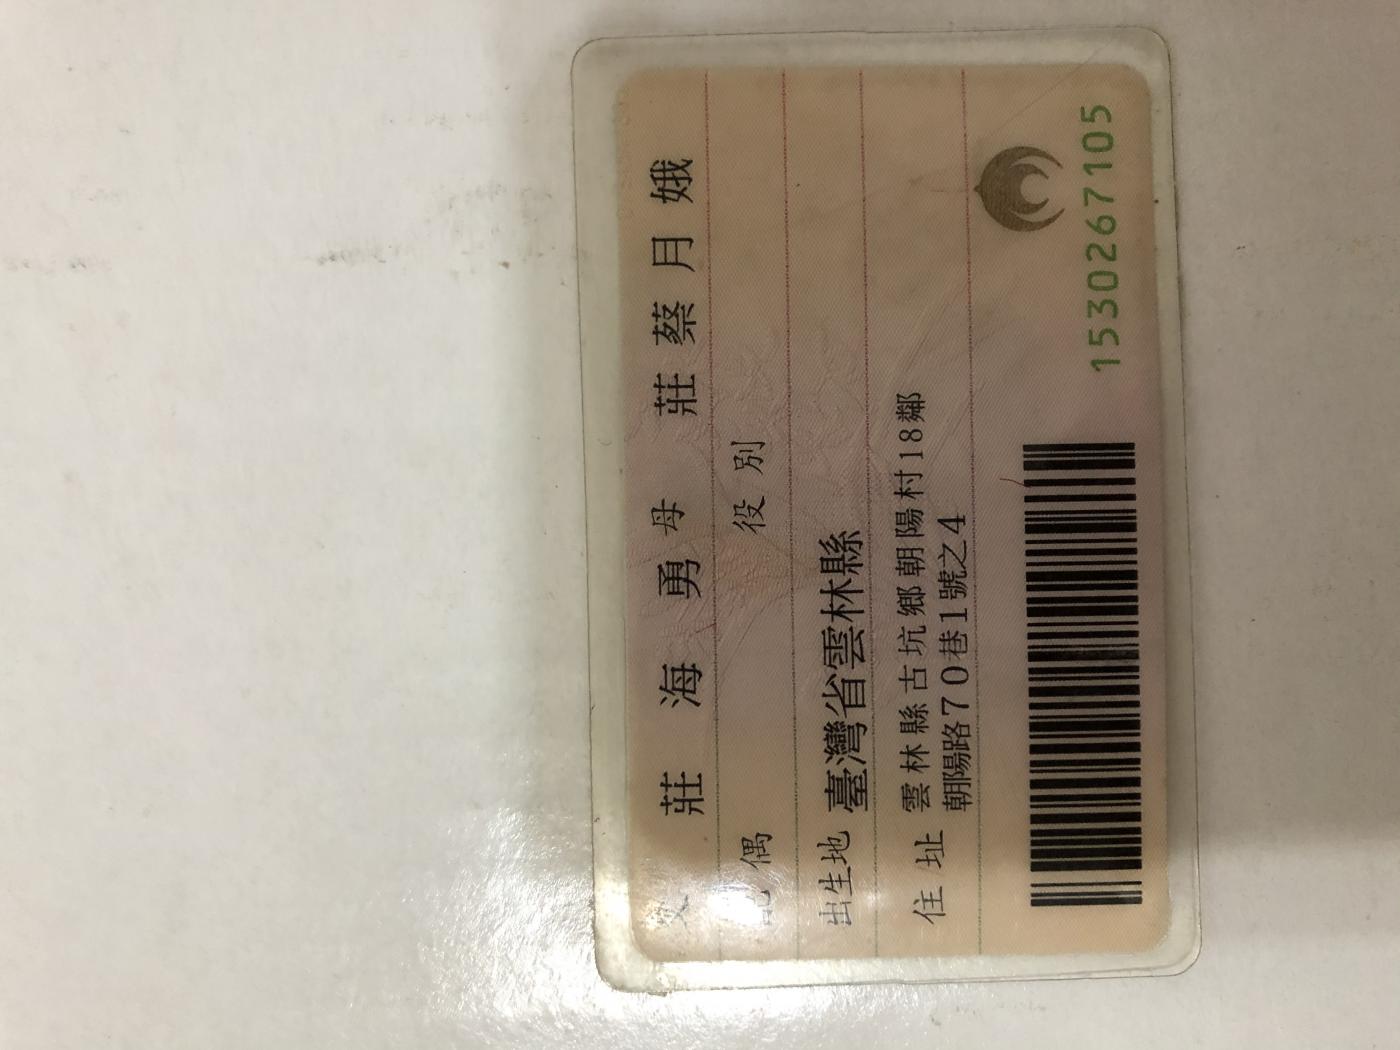 父 莊海勇 母 莊蔡月娥
配偶 役別
出生地 臺灣省雲林縣
住址 雲林縣古坑鄉朝陽村18鄰
朝陽路70巷1號之4
1530267105